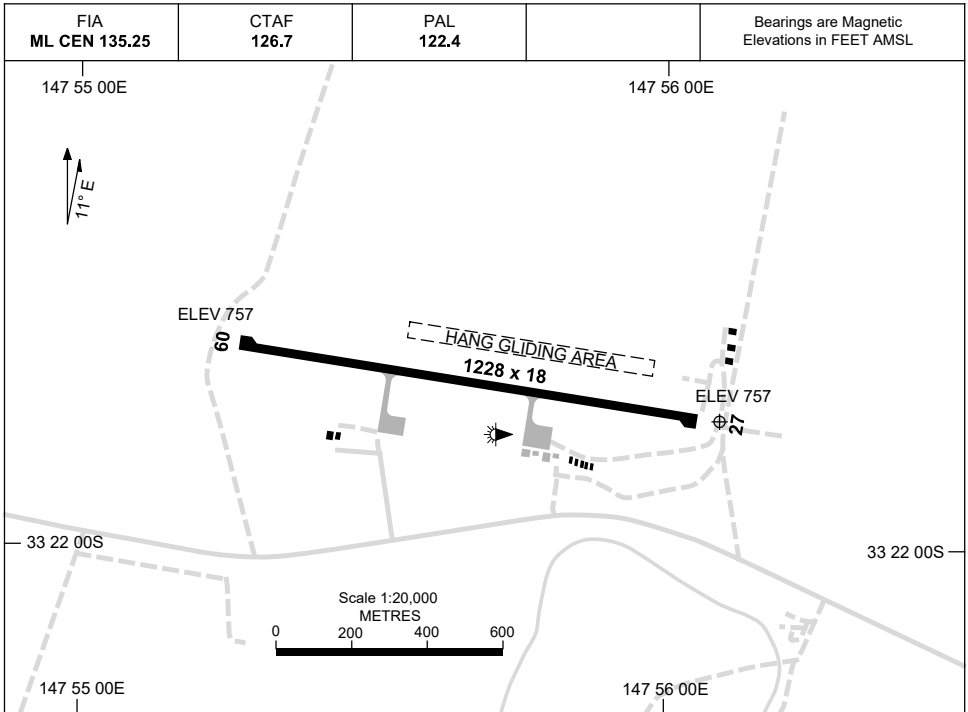 FIA
ML CEN 135.25
CTAF
126.7
PAL
122.4
Bearings are Magnetic
Elevations in FEET AMSL
147 55 00E
147 56 00E
11° E
ELEV 757
09
HANG GLIDING AREA
1228 x 18
ELEV 757
27
33 22 00S
33 22 00S
Scale 1:20,000
METRES
0 200 400 600
147 55 00E
147 56 00E